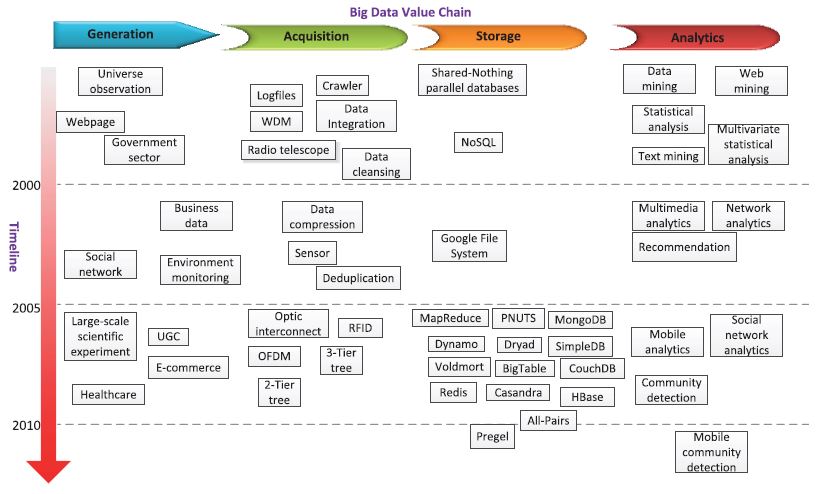 Big Data Value Chain
Generation
Acquisition
Storage
Analytics
Timeline
Universe
observation
Webpage
Government
sector
Logfiles
Crawler
WDM
Data
Integration
Radio telescope
Data
cleansing
Shared-Nothing
parallel databases
NoSQL
Data
mining
Web
mining
Statistical
analysis
Multivariate
statistical
analysis
Text mining
2000
Business
data
Social
network
Environment
monitoring
Data
compression
Sensor
Deduplication
Google File
System
Multimedia
analytics
Network
analytics
Recommendation
2005
Large-scale
scientific
experiment
UGC
E-commerce
Healthcare
Optic
interconnect
RFID
OFDM
3-Tier
tree
2-Tier
tree
MapReduce
PNUTS
MongoDB
Dynamo
Dryad
SimpleDB
Voldmort
BigTable
CouchDB
Redis
Casandra
HBase
All-Pairs
Mobile
analytics
Social
network
analytics
Community
detection
2010
Pregel
Mobile
community
detection